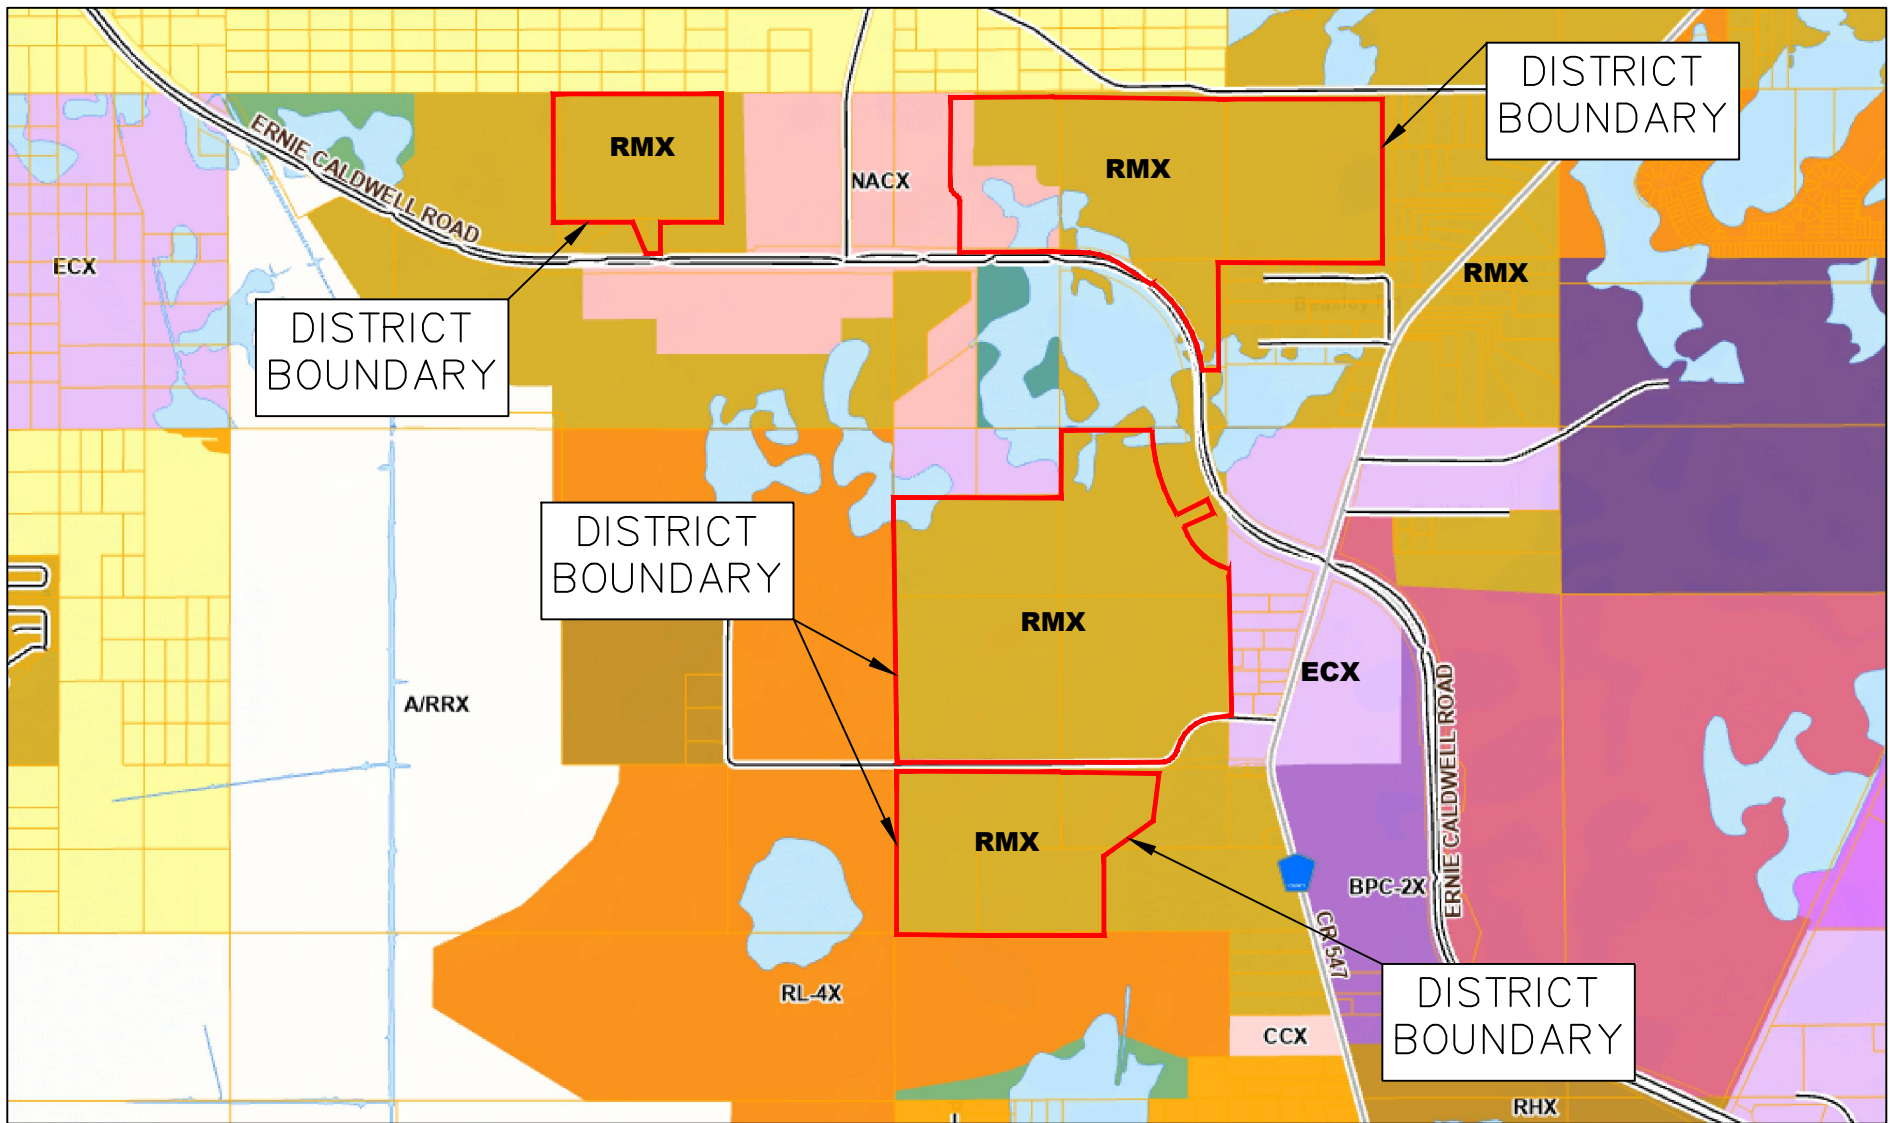 DISTRICT
BOUNDARY
RMX
ERNIE CALDWELL ROAD
RMX
NACX
ECX
RMX
DISTRICT
BOUNDARY
DISTRICT
BOUNDARY
RMX
ECX
A/RRX
ERNIE CALDWELL ROAD
RMX
BPC-2X
CR 547
RL-4X
DISTRICT
BOUNDARY
CCX
RHX